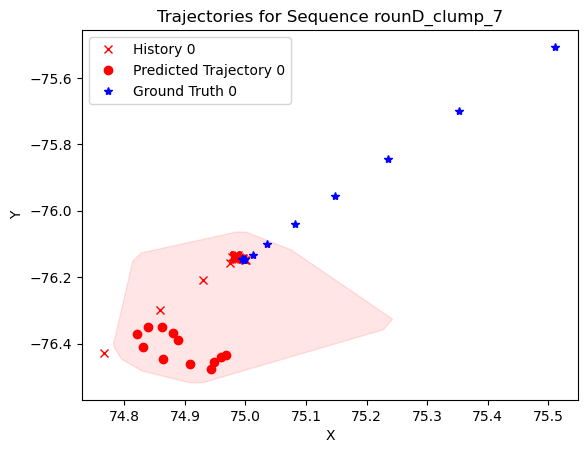 Trajectories for Sequence rounD_clump_7
History 0
Predicted Trajectory 0
Ground Truth 0
Y
−75.6
−75.8
−76.0
−76.2
−76.4
74.8 74.9 75.0 75.1 75.2 75.3 75.4 75.5
X